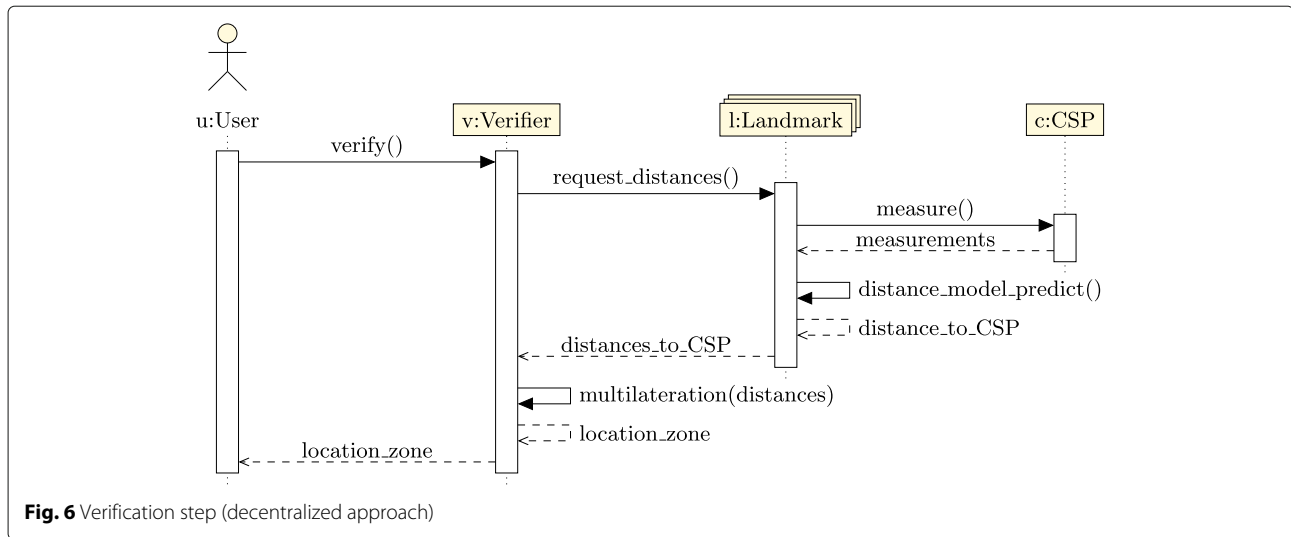 u:User
v:Verifier
l:Landmark
c:CSP
verify()
request_distances()
measure()
measurements
distance_model_predict()
distance_to_CSP
distances_to_CSP
multilateration(distances)
location_zone
location_zone
Fig. 6 Verification step (decentralized approach)